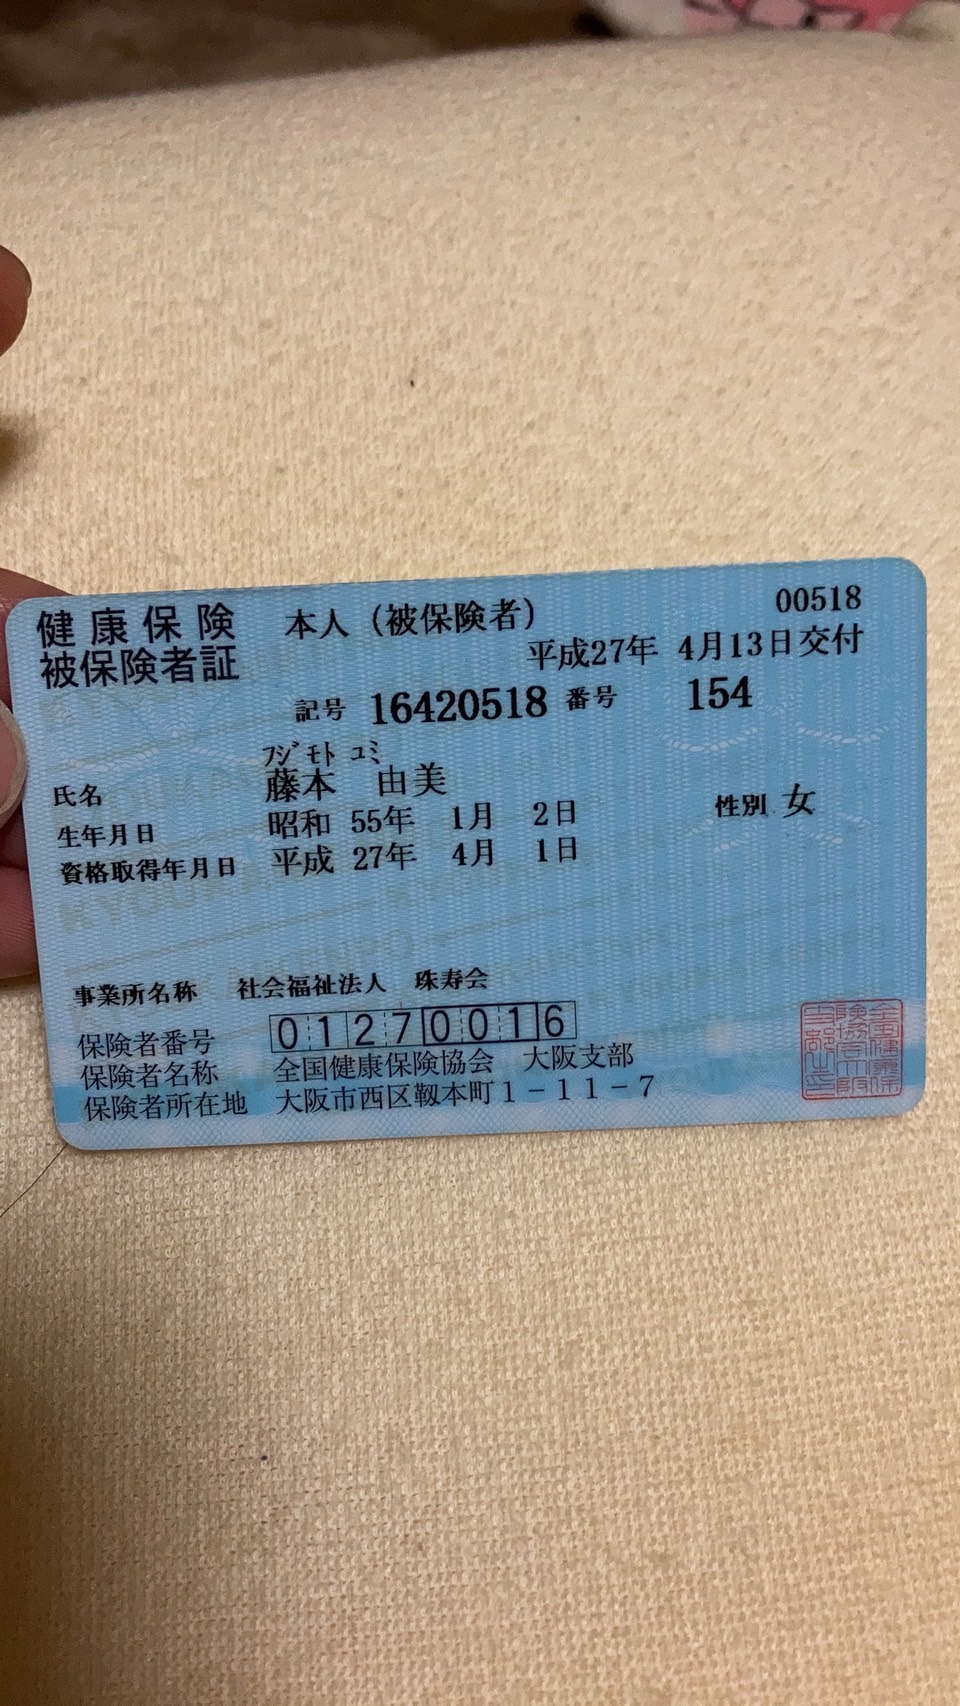 健康保険 本人（被保険者） 00518
被保険者証 平成27年 4月13日交付
記号 16420518 番号 154
フジモト ユミ
氏名 藤本 由美
生年月日 昭和 55年 1月 2日 性別 女
資格取得年月日 平成 27年 4月 1日
事業所名称 社会福祉法人 珠寿会
保険者番号 01270016
保険者名称 全国健康保険協会 大阪支部
保険者所在地 大阪市西区靱本町1－11－7